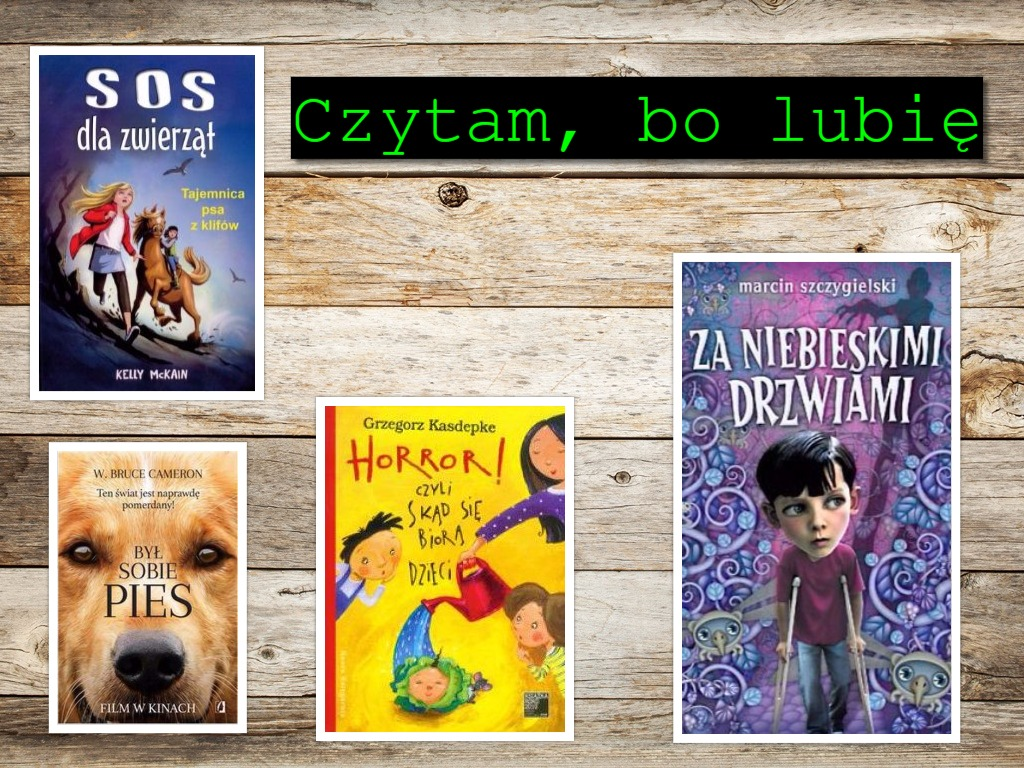 Czytam, bo lubię
SOS
dla zwierząt
Tajemnica
psa
z klifów
KELLY McKAIN
W. BRUCE CAMERON
Ten świat jest naprawdę
pomerdany!
BYŁ
SOBIE
PIES
FILM W KINACH
Grzegorz Kasdepke
HORROR!
CZYLI
SKĄD SIĘ
BIORĄ
DZIECI
marcin szczygielski
ZA NIEBIESKIMI
DRZWIAMI